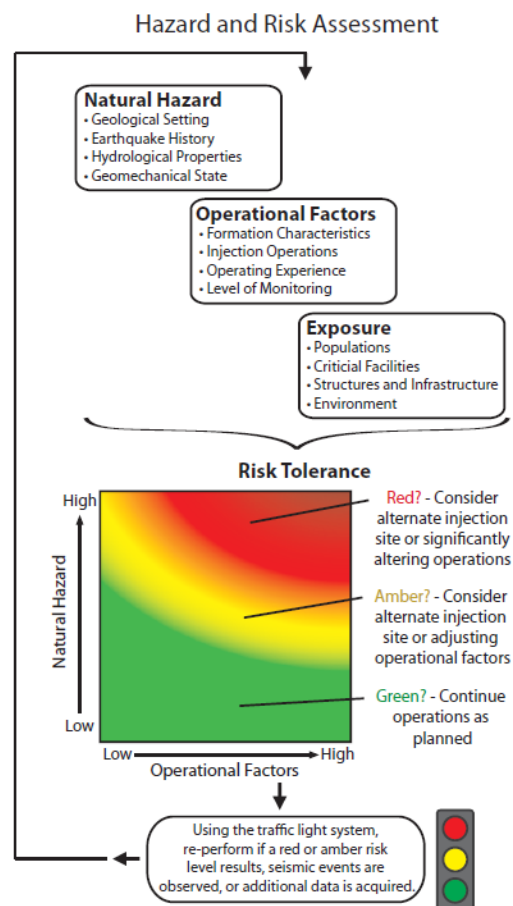 Hazard and Risk Assessment
Natural Hazard
• Geological Setting
• Earthquake History
• Hydrological Properties
• Geomechanical State
Operational Factors
• Formation Characteristics
• Injection Operations
• Operating Experience
• Level of Monitoring
Exposure
• Populations
• Criticial Facilities
• Structures and Infrastructure
• Environment
Risk Tolerance
High
Natural Hazard
Low
Low
High
Operational Factors
Red? - Consider
alternate injection
site or significantly
altering operations
Amber? - Consider
alternate injection
site or adjusting
operational factors
Green? - Continue
operations as
planned
Using the traffic light system,
re-perform if a red or amber risk
level results, seismic events are
observed, or additional data is acquired.